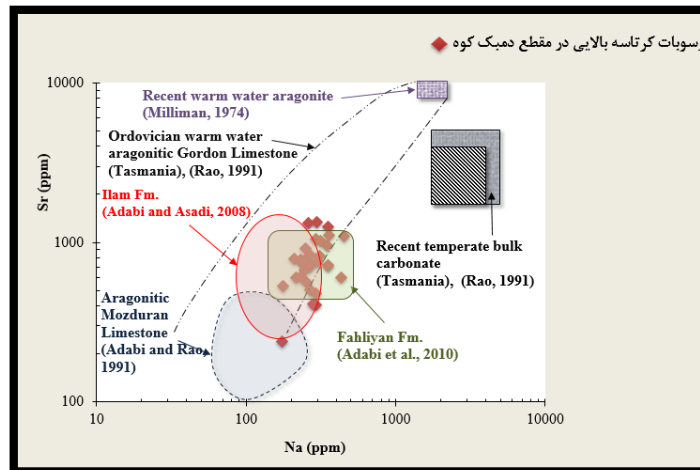 رسوبات کرتاسه بالایی در مقطع دمبک کوه
10000
Recent warm water aragonite
(Milliman, 1974)
Ordovician warm water
aragonitic Gordon Limestone
(Tasmania), (Rao, 1991)
Ilam Fm.
(Adabi and Asadi, 2008)
Sr (ppm)
1000
Recent temperate bulk
carbonate
(Tasmania), (Rao, 1991)
Aragonitic
Mozduran
Limestone
(Adabi and Rao,
1991)
Fahliyan Fm.
(Adabi et al., 2010)
100
10
100
1000
10000
Na (ppm)